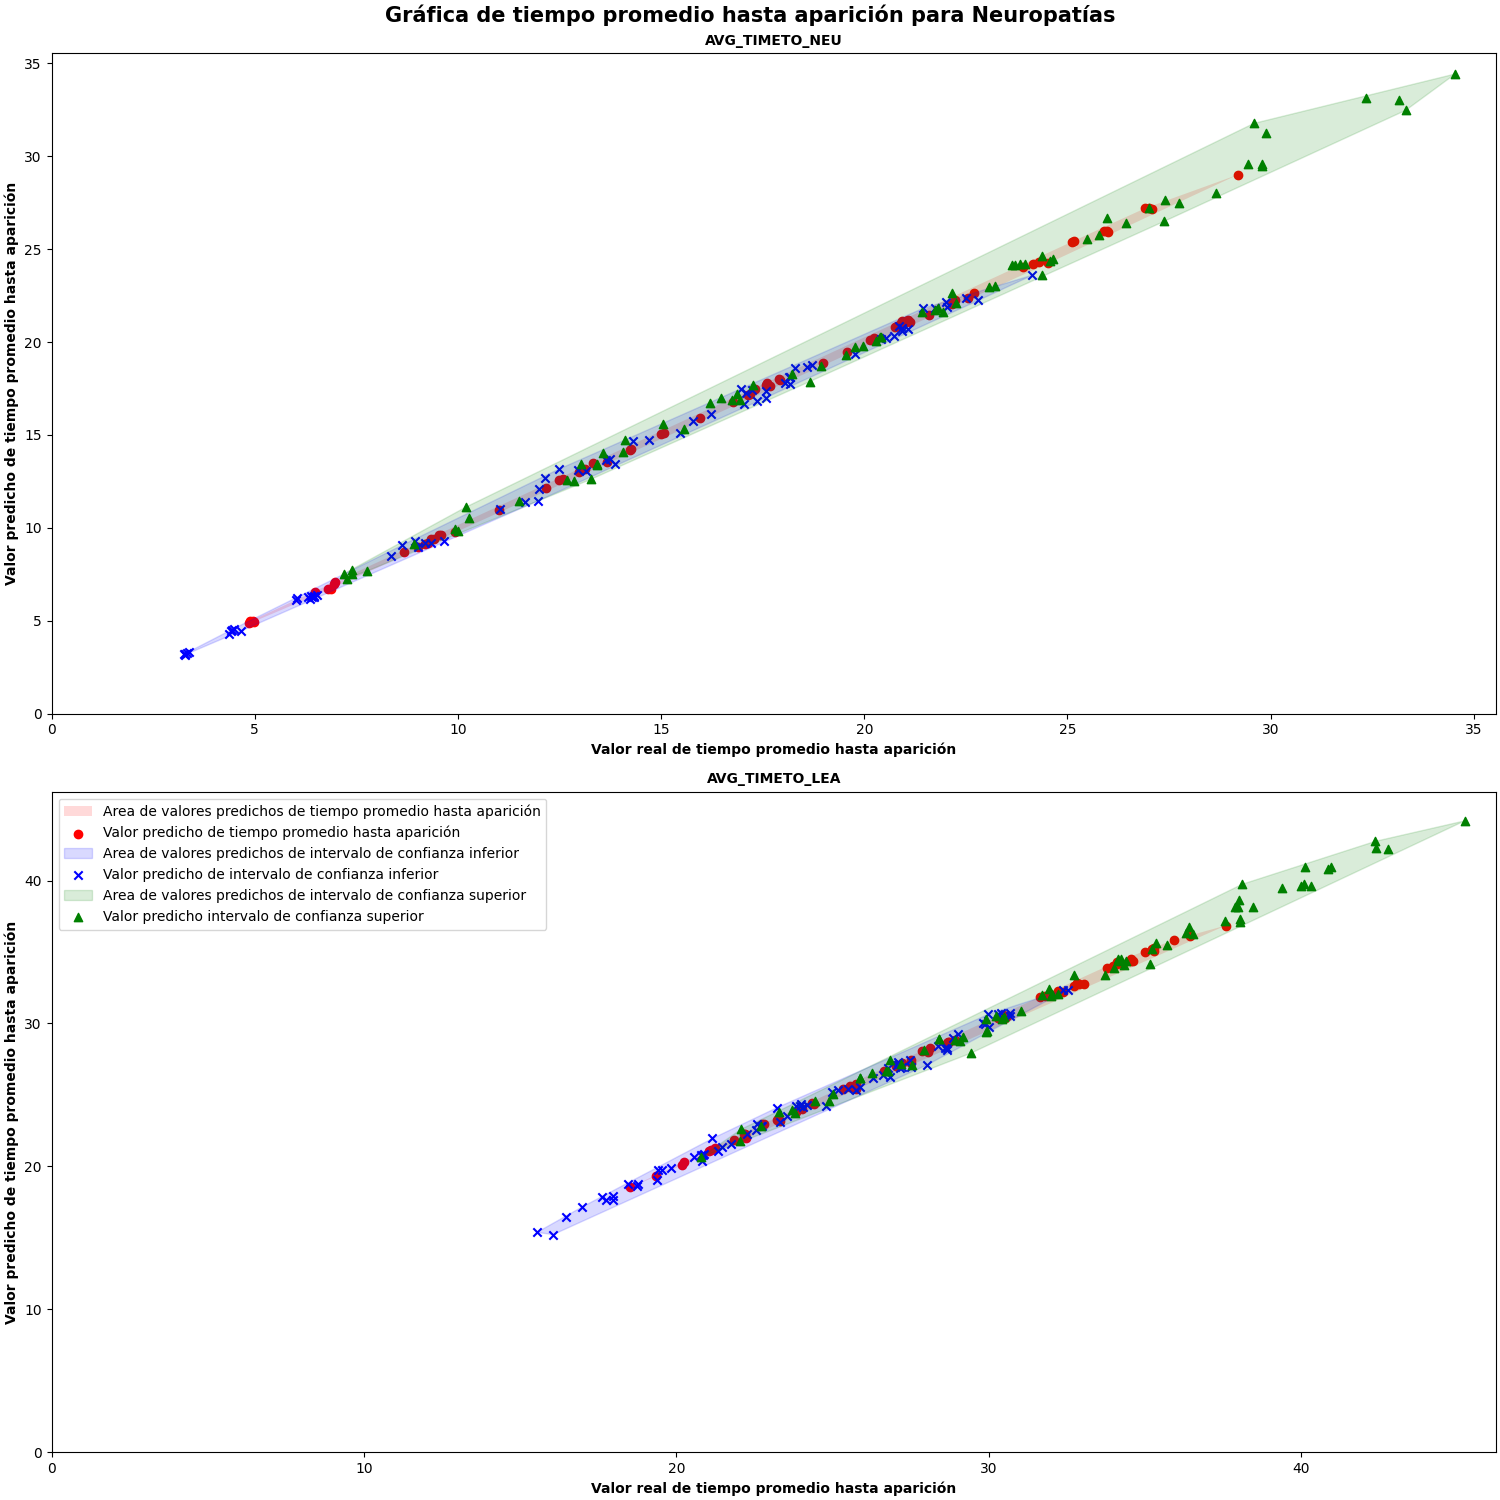 Gráfica de tiempo promedio hasta aparición para Neuropatías
AVG_TIMETO_NEU
Valor predicho de tiempo promedio hasta aparición
35
30
25
20
15
10
5
0
0 5 10 15 20 25 30 35
Valor real de tiempo promedio hasta aparición
AVG_TIMETO_LEA
Area de valores predichos de tiempo promedio hasta aparición
Valor predicho de tiempo promedio hasta aparición
Area de valores predichos de intervalo de confianza inferior
Valor predicho de intervalo de confianza inferior
Area de valores predichos de intervalo de confianza superior
Valor predicho intervalo de confianza superior
Valor predicho de tiempo promedio hasta aparición
40
30
20
10
0
0 10 20 30 40
Valor real de tiempo promedio hasta aparición